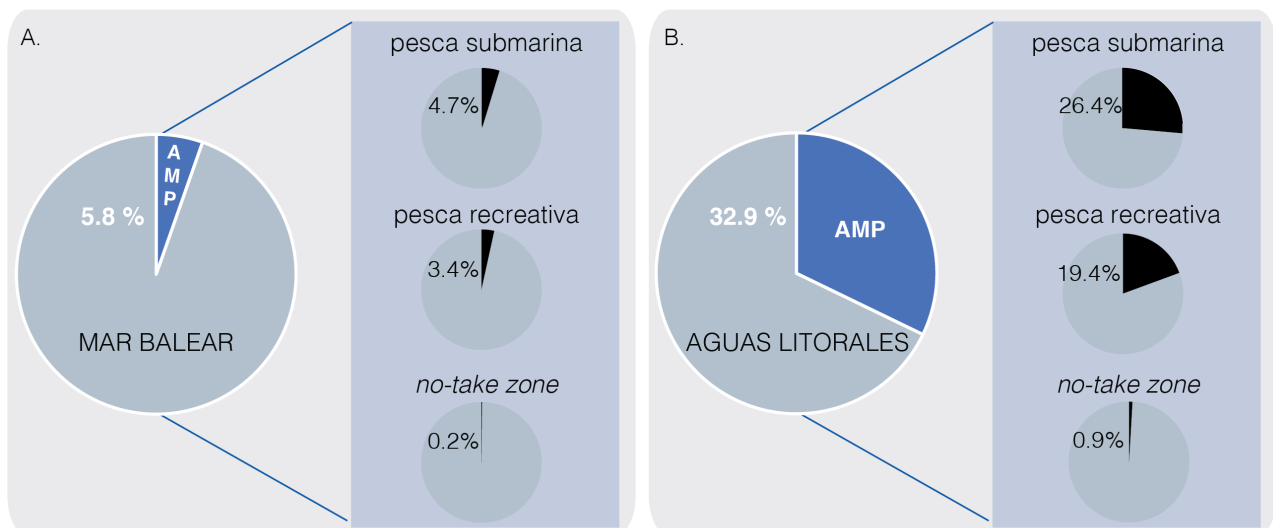 A.
pesca submarina
4.7%
A
M
P
5.8 %
pesca recreativa
3.4%
MAR BALEAR
no-take zone
0.2%
B.
pesca submarina
26.4%
32.9 %
AMP
pesca recreativa
19.4%
AGUAS LITORALES
no-take zone
0.9%